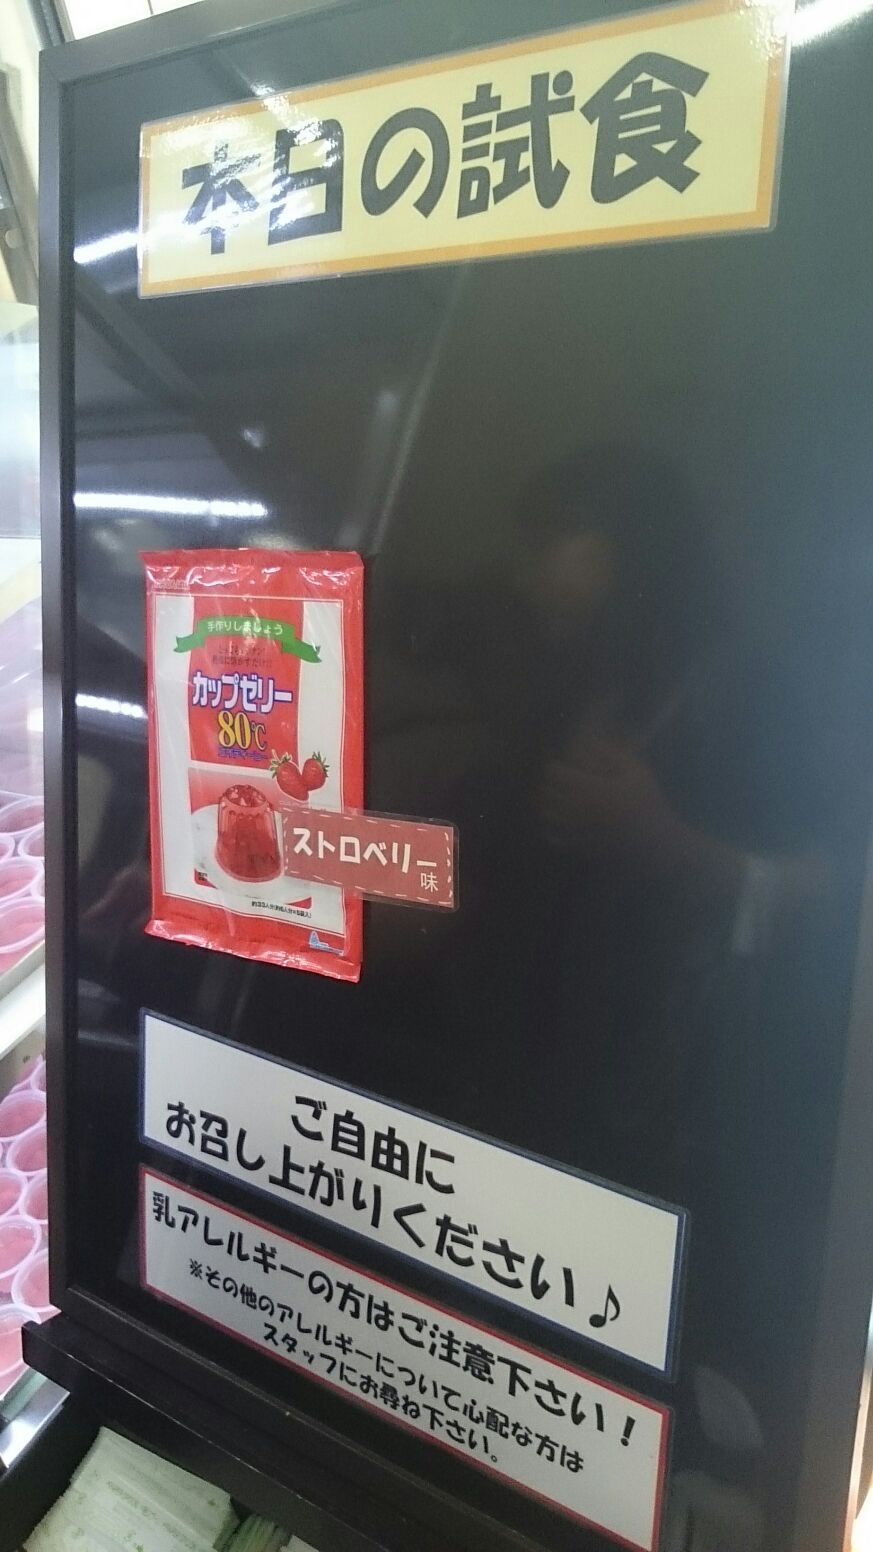 本日の試食
手作りしましょう
カップゼリー
80℃
ストロベリー
味
ご自由に
お召し上がりください♪
乳アレルギーの方はご注意下さい！
※その他のアレルギーについて心配な方は
スタッフにお尋ね下さい。